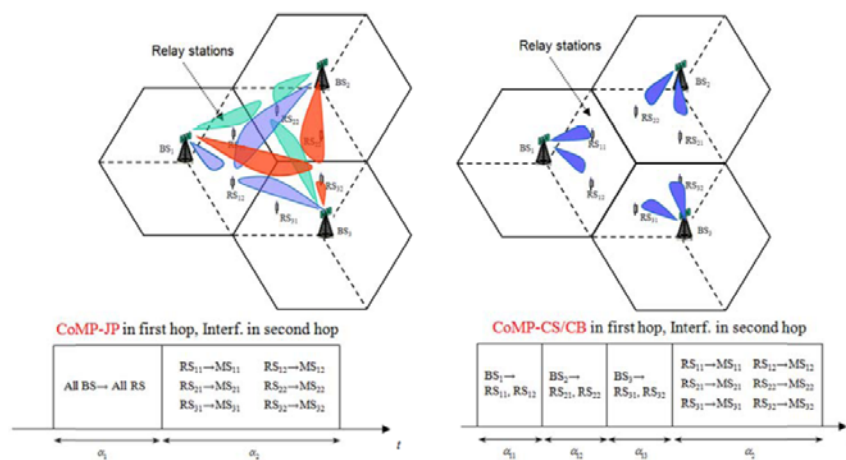 Relay stations
BS2
RS22
BS1
RS12
RS32
RS31
BS3
CoMP-JP in first hop, Interf. in second hop
All BS→ All RS
RS11→MS11 RS12→MS12
RS21→MS21 RS22→MS22
RS31→MS31 RS32→MS32
α1 α2 t
Relay stations
BS2
RS22
RS21
BS1
RS11
RS12
RS32
RS31
BS3
CoMP-CS/CB in first hop, Interf. in second hop
BS1→
RS11, RS12
BS2→
RS21, RS22
BS3→
RS31, RS32
RS11→MS11 RS12→MS12
RS21→MS21 RS22→MS22
RS31→MS31 RS32→MS32
α11 α12 α13 α2